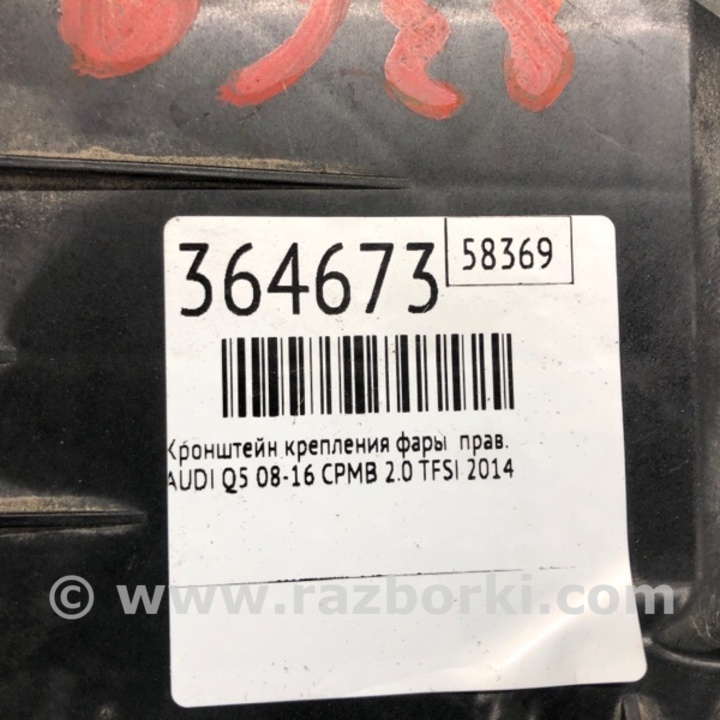 364673
58369
Кронштейн крепления фары прав.
AUDI Q5 08-16 CPMB 2.0 TFSI 2014
© www.razborki.com